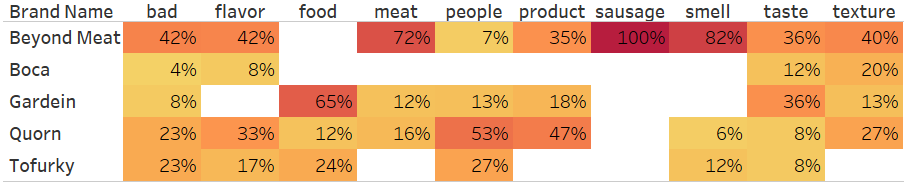 Brand Name bad flavor food meat people product sausage smell taste texture
Beyond Meat 42% 42% 72% 7% 35% 100% 82% 36% 40%
Boca 4% 8% 12% 20%
Gardein 8% 65% 12% 13% 18% 36% 13%
Quorn 23% 33% 12% 16% 53% 47% 6% 8% 27%
Tofurky 23% 17% 24% 27% 12% 8%